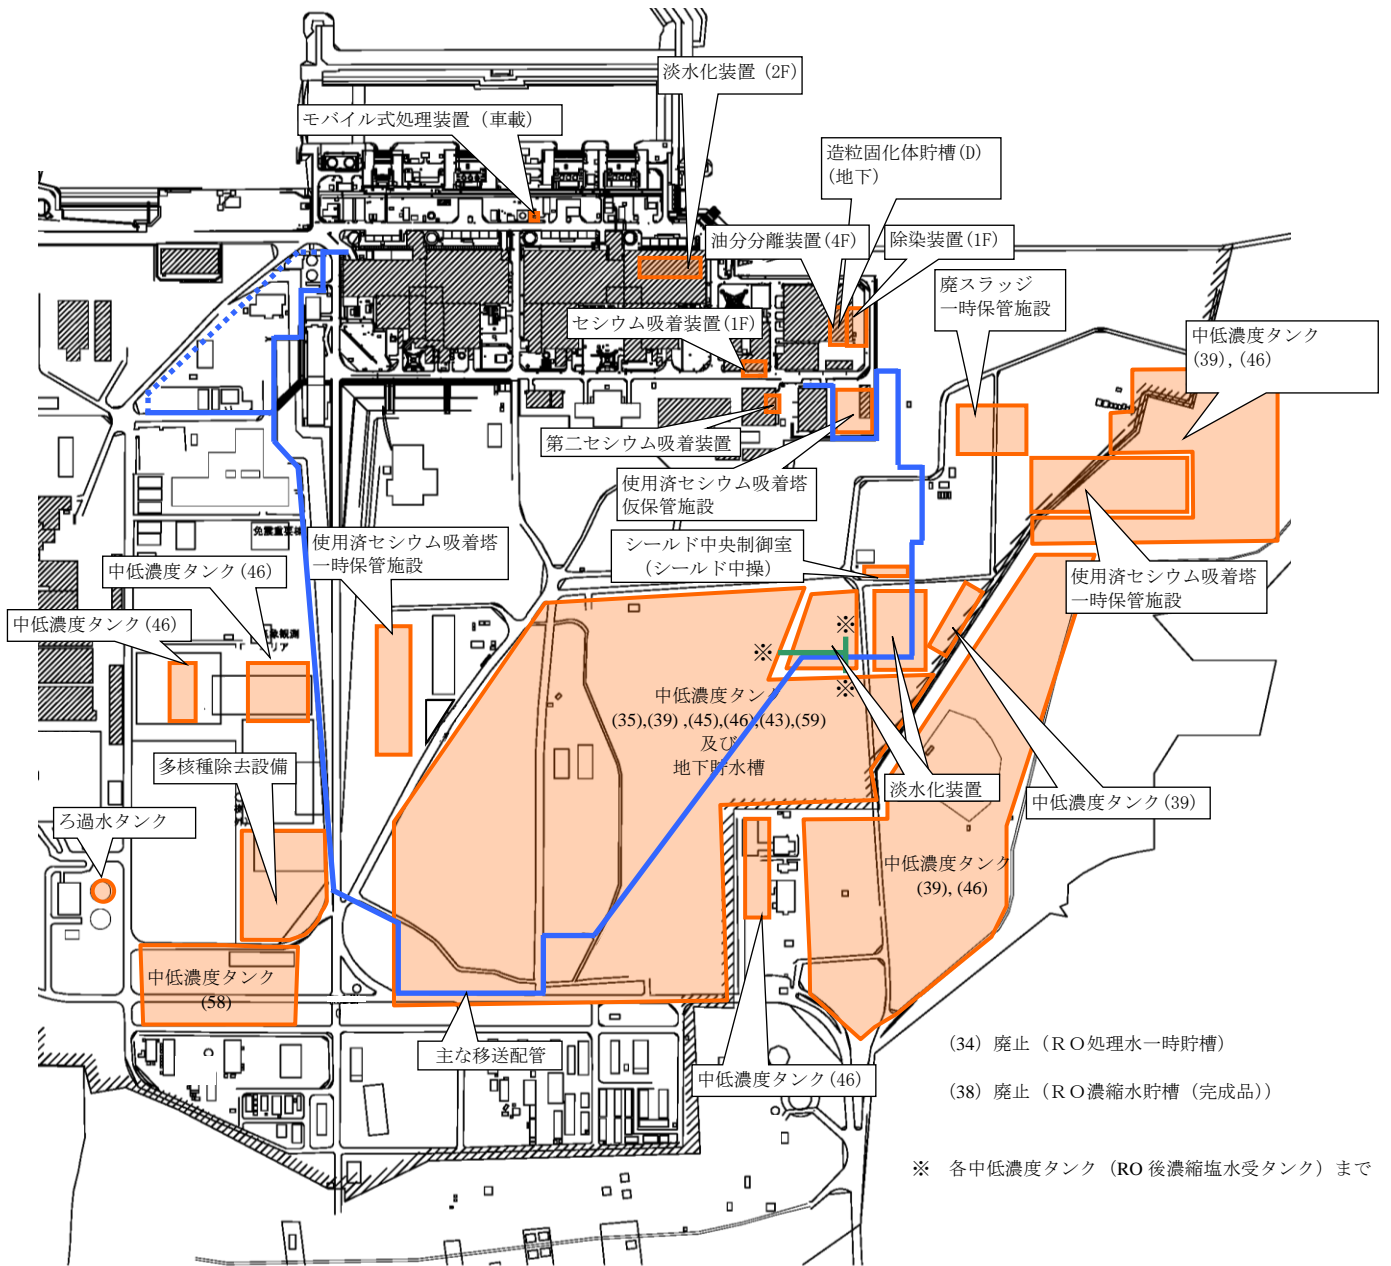 淡水化装置(2F)
モバイル式処理装置（車載）
造粒固化体貯槽(D)
(地下)
油分分離装置(4F)
除染装置(1F)
廃スラッジ
一時保管施設
セシウム吸着装置(1F)
中低濃度タンク
(39), (46)
第二セシウム吸着装置
使用済セシウム吸着塔
仮保管施設
免震重要棟
使用済セシウム吸着塔
一時保管施設
シールド中央制御室
（シールド中操）
中低濃度タンク(46)
使用済セシウム吸着塔
一時保管施設
中低濃度タンク(46)
※
※
※
中低濃度タンク
(35),(39) ,(45),(46),(43),(59)
及び
地下貯水槽
多核種除去設備
淡水化装置
中低濃度タンク(39)
ろ過水タンク
中低濃度タンク
(39), (46)
中低濃度タンク
(58)
主な移送配管
中低濃度タンク(46)
(34) 廃止（ＲＯ処理水一時貯槽）
(38) 廃止（ＲＯ濃縮水貯槽（完成品））
※ 各中低濃度タンク（RO 後濃縮塩水受タンク）まで